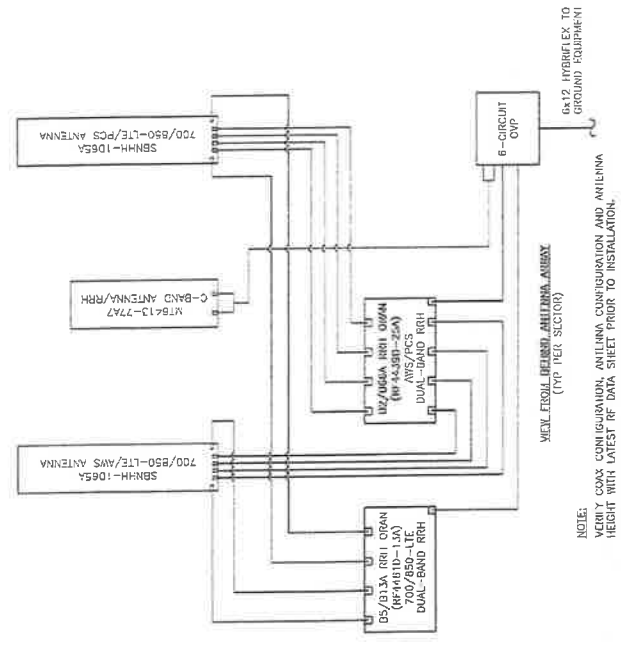 SBNHH-1D65A
700/850-LTE/AWS ANTENNA
MT6413-77A7
C-BAND ANTENNA/RRH
SBNHH-1D65A
700/850-LTE/PCS ANTENNA
B5/B13A RRH ORAN
(RF4461D-13A)
700/850-LTE
DUAL-BAND RRH
B2/B66A RRH ORAN
(RF4439D-25A)
AWS/PCS
DUAL-BAND RRH
6-CIRCUIT
OVP
6x12 HYBRIFLEX TO
GROUND EQUIPMENT
VIEW FROM BEHIND ANTENNA ARRAY
(TYP PER SECTOR)
NOTE:
VERIFY COAX CONFIGURATION, ANTENNA CONFIGURATION AND ANTENNA
HEIGHT WITH LATEST RF DATA SHEET PRIOR TO INSTALLATION.